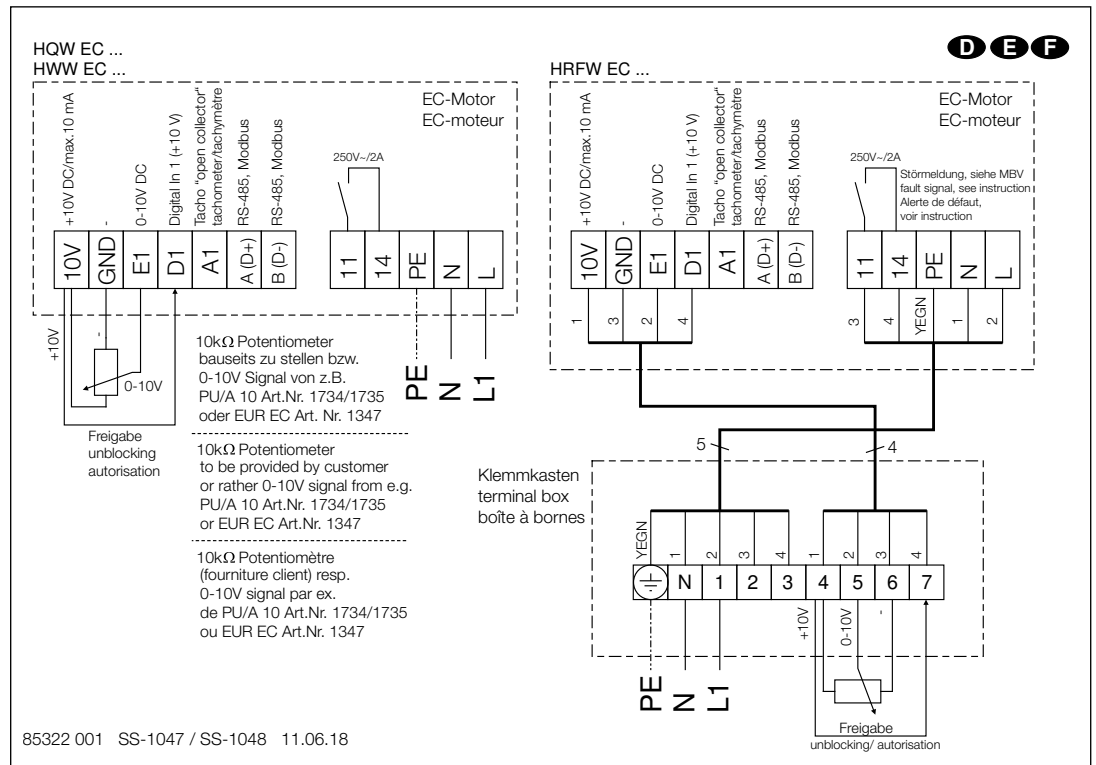 HQW EC ...
HWW EC ...
EC-Motor
EC-moteur
+10V DC/max.10 mA
-
0-10V DC
Digital In 1 (+10 V)
Tacho "open collector"
tachometer/tachymètre
RS-485, Modbus
RS-485, Modbus
250V~/2A
10V
GND
E1
D1
A1
A (D+)
B (D-)
11
14
PE
N
L
+10V
-
0-10V
Freigabe
unblocking
autorisation
PE
N
L1
10kΩ Potentiometer
bauseits zu stellen bzw.
0-10V Signal von z.B.
PU/A 10 Art.Nr. 1734/1735
oder EUR EC Art. Nr. 1347
10kΩ Potentiometer
to be provided by customer
or rather 0-10V signal from e.g.
PU/A 10 Art.Nr. 1734/1735
or EUR EC Art.Nr. 1347
10kΩ Potentiomètre
(fourniture client) resp.
0-10V signal par ex.
de PU/A 10 Art.Nr. 1734/1735
ou EUR EC Art.Nr. 1347
D E F
HRFW EC ...
EC-Motor
EC-moteur
+10V DC/max.10 mA
-
0-10V DC
Digital In 1 (+10 V)
Tacho "open collector"
tachometer/tachymètre
RS-485, Modbus
RS-485, Modbus
250V~/2A
Störmeldung, siehe MBV
fault signal, see instruction
Alerte de défaut,
voir instruction
10V
GND
E1
D1
A1
A (D+)
B (D-)
11
14
PE
N
L
1
3
2
4
3
4
YEGN
1
2
5
4
Klemmkasten
terminal box
boîte à bornes
YEGN
1
2
3
4
1
2
3
4
N 1 2 3 4 5 6 7
+10V
0-10V
-
PE
N
L1
Freigabe
unblocking/ autorisation
85322 001 SS-1047 / SS-1048 11.06.18